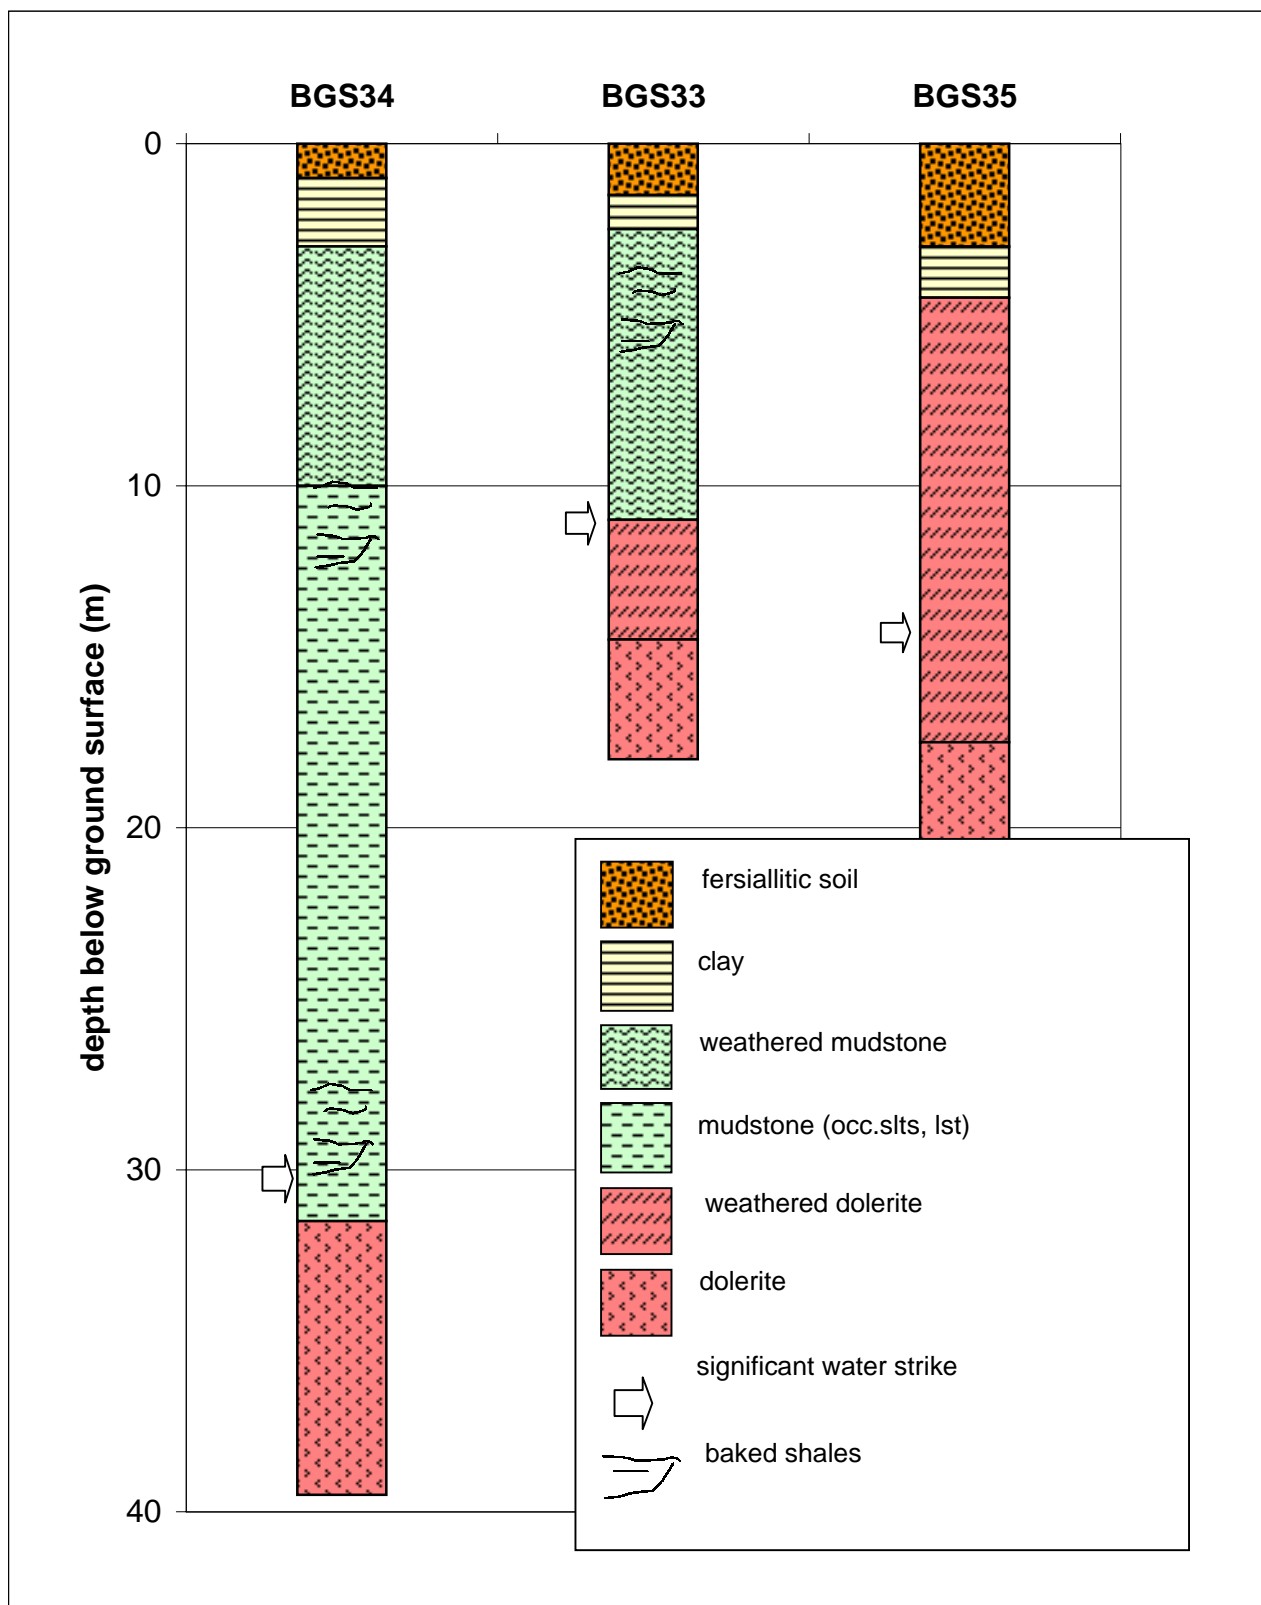 BGS34 BGS33 BGS35
0
10
20
30
40
depth below ground surface (m)
fersiallitic soil
clay
weathered mudstone
mudstone (occ.slts, lst)
weathered dolerite
dolerite
significant water strike
baked shales